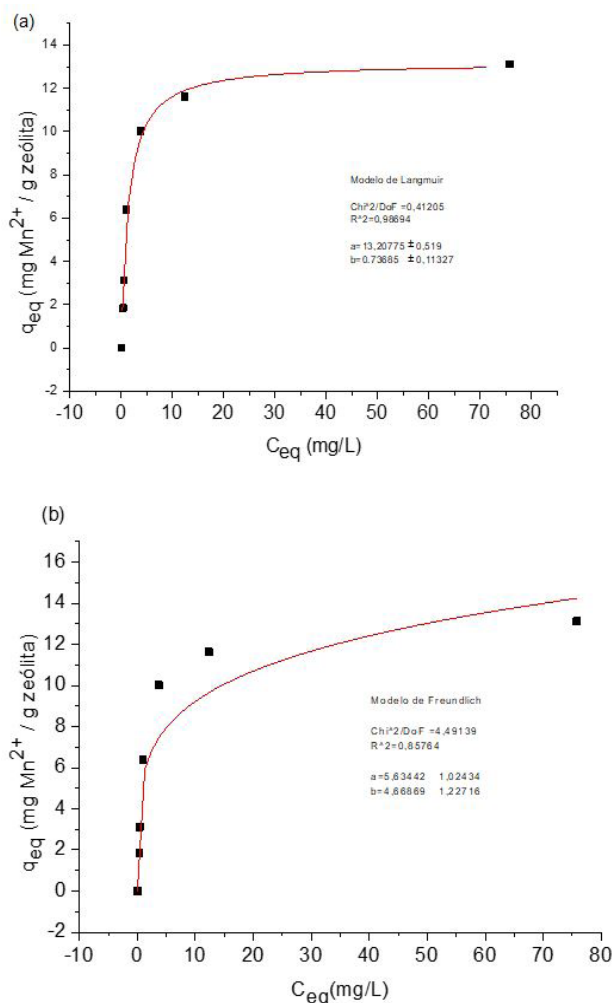 (a)
14
12
10
8
6
4
2
0
-2
q_eq (mg Mn²⁺ / g zeólita)
Modelo de Langmuir
Chi^2/DoF =0,41205
R^2=0,98694
a=13,20775 ±0,519
b=0.73685 ±0,11327
-10 0 10 20 30 40 50 60 70 80
C_eq (mg/L)
(b)
16
14
12
10
8
6
4
2
0
-2
q_eq (mg Mn²⁺ / g zeólita)
Modelo de Freundlich
Chi^2/DoF =4,49139
R^2=0,85764
a=5,63442 1,02434
b=4,66869 1,22716
-10 0 10 20 30 40 50 60 70 80
C_eq(mg/L)